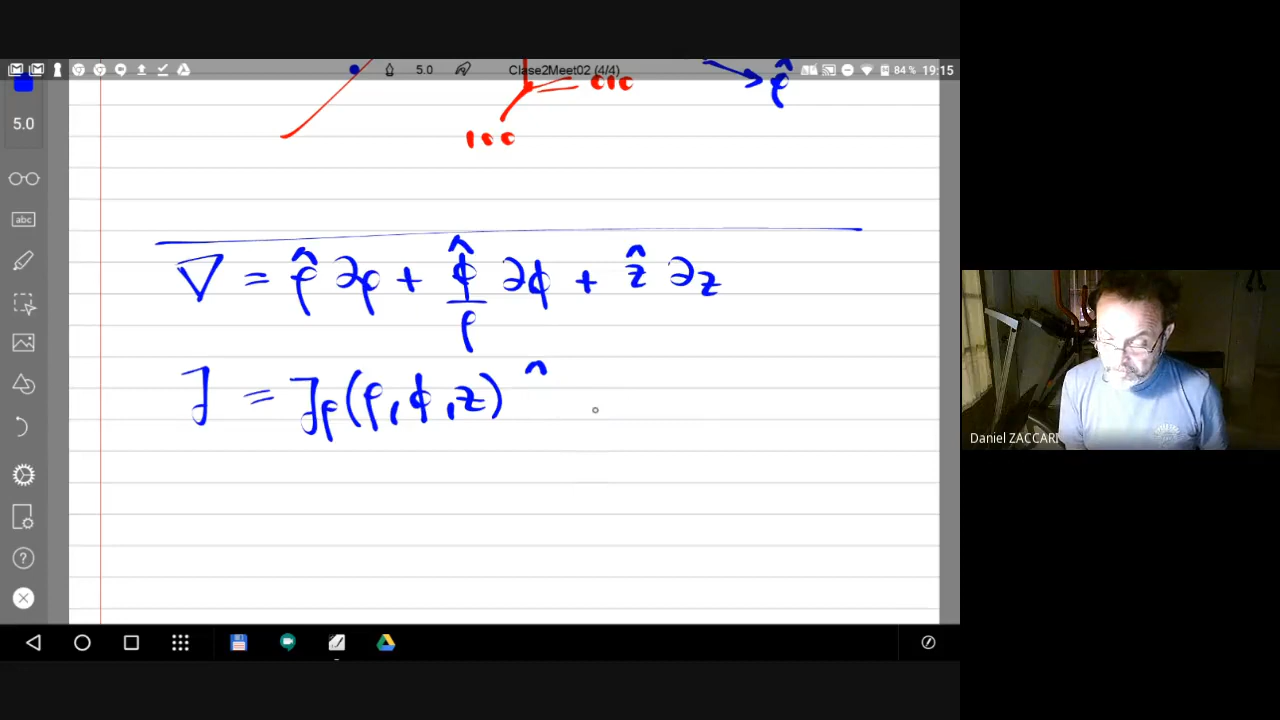 5.0 Clase2Meet02 (4/4) 84 % 19:15
5.0
010
ρ̂
100
abc
∇ = ρ̂ ∂ρ + φ̂/ρ ∂φ + ẑ ∂z
J = Jρ(ρ,φ,z) ^
Daniel ZACCARI